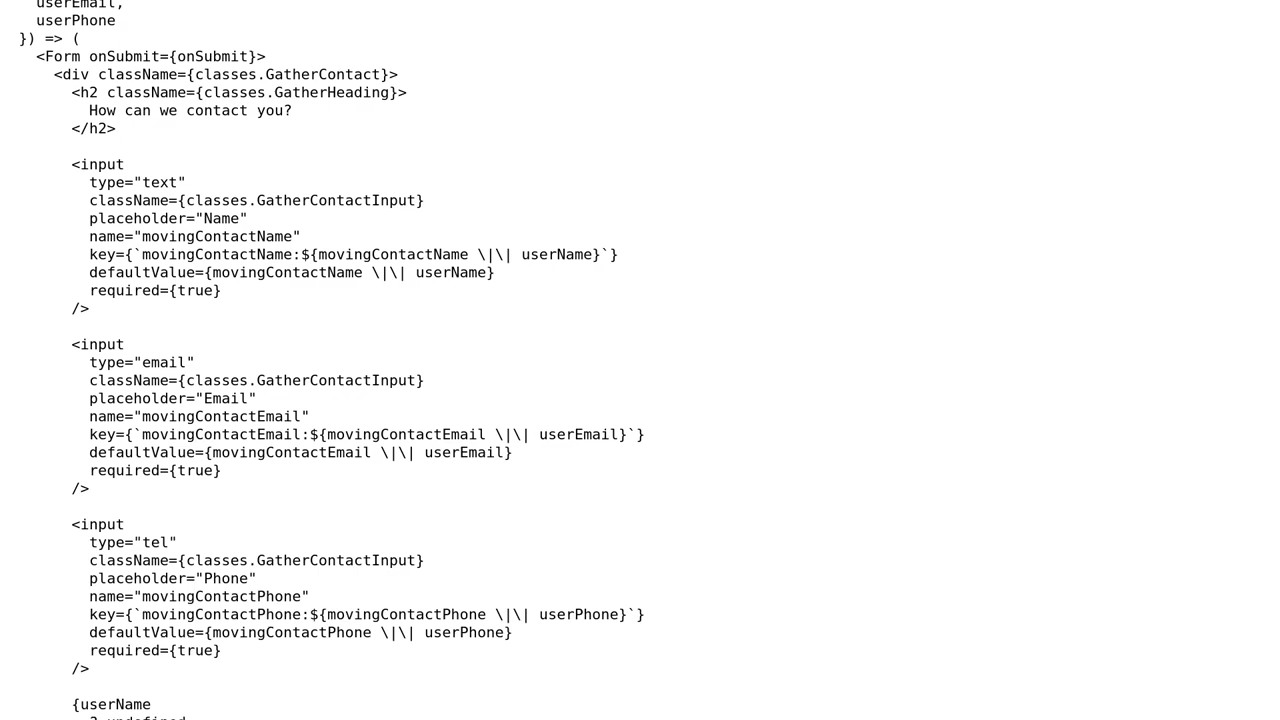 userEmail,
userPhone
}) => (
<Form onSubmit={onSubmit}>
<div className={classes.GatherContact}>
<h2 className={classes.GatherHeading}>
How can we contact you?
</h2>
<input
type="text"
className={classes.GatherContactInput}
placeholder="Name"
name="movingContactName"
key={`movingContactName:${movingContactName \|\| userName}`}
defaultValue={movingContactName \|\| userName}
required={true}
/>
<input
type="email"
className={classes.GatherContactInput}
placeholder="Email"
name="movingContactEmail"
key={`movingContactEmail:${movingContactEmail \|\| userEmail}`}
defaultValue={movingContactEmail \|\| userEmail}
required={true}
/>
<input
type="tel"
className={classes.GatherContactInput}
placeholder="Phone"
name="movingContactPhone"
key={`movingContactPhone:${movingContactPhone \|\| userPhone}`}
defaultValue={movingContactPhone \|\| userPhone}
required={true}
/>
{userName
? undefined